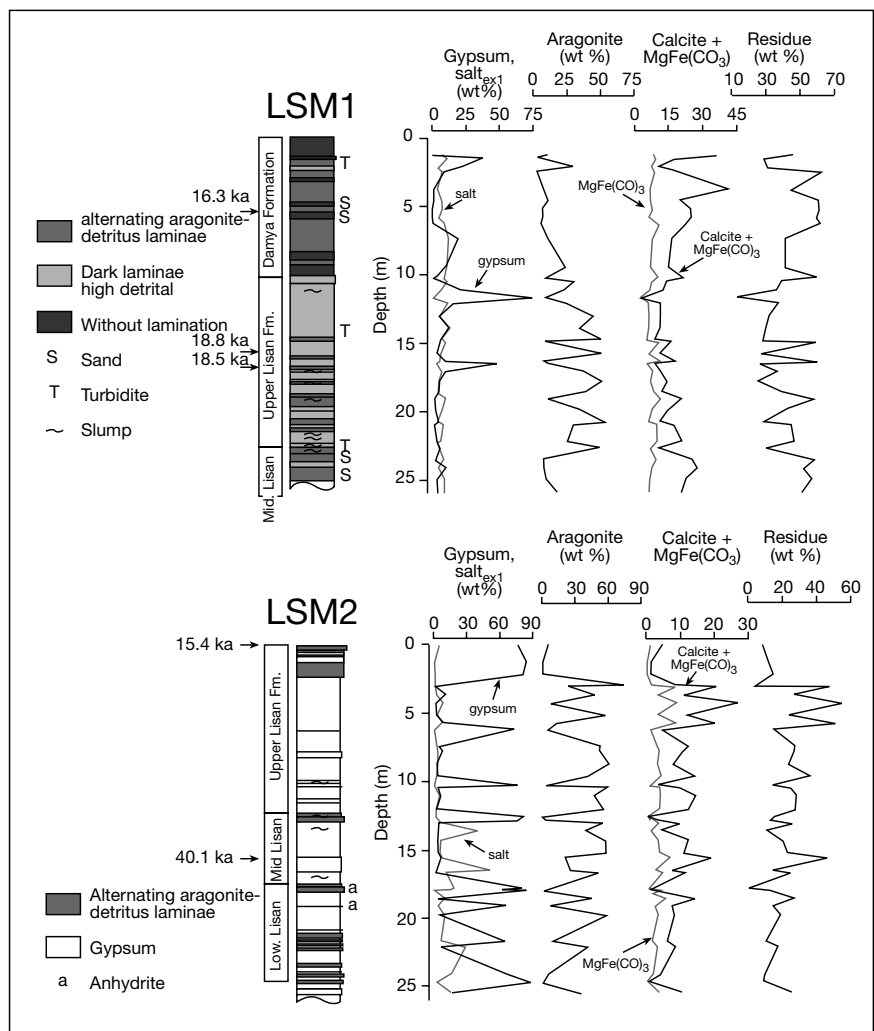 LSM1
Gypsum,
salt ex1
(wt%)
0 25 50 75
Aragonite
(wt %)
0 25 50 75
Calcite +
MgFe(CO3)
0 15 30 45
Residue
(wt %)
10 30 50 70
16.3 ka
18.8 ka
18.5 ka
Damya Formation
Upper Lisan Fm.
Mid. Lisan
T
S
S
T
T
S
S
alternating aragonite-
detritus laminae
Dark laminae
high detrital
Without lamination
S Sand
T Turbidite
~ Slump
Depth (m)
0
5
10
15
20
25
salt
gypsum
MgFe(CO)3
Calcite +
MgFe(CO3)
LSM2
Gypsum,
salt ex1
(wt%)
0 30 60 90
Aragonite
(wt %)
0 30 60 90
Calcite +
MgFe(CO3)
0 10 20 30
Residue
(wt %)
0 20 40 60
15.4 ka
40.1 ka
Upper Lisan Fm.
Mid Lisan
Low. Lisan
a
a
Alternating aragonite-
detritus laminae
Gypsum
a Anhydrite
Depth (m)
0
5
10
15
20
25
gypsum
salt
Calcite +
MgFe(CO)3
MgFe(CO)3